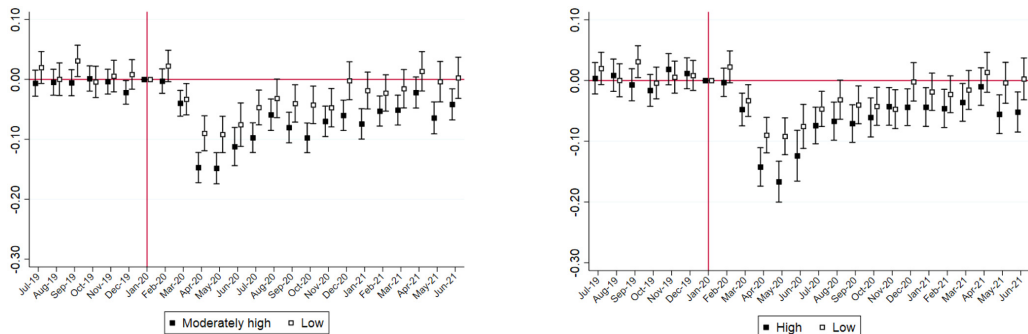 0.10
0.00
-0.10
-0.20
-0.30
Jul-19 Aug-19 Sep-19 Oct-19 Nov-19 Dec-19 Jan-20 Feb-20 Mar-20 Apr-20 May-20 Jun-20 Jul-20 Aug-20 Sep-20 Oct-20 Nov-20 Dec-20 Jan-21 Feb-21 Mar-21 Apr-21 May-21 Jun-21
Moderately high Low
0.10
0.00
-0.10
-0.20
-0.30
Jul-19 Aug-19 Sep-19 Oct-19 Nov-19 Dec-19 Jan-20 Feb-20 Mar-20 Apr-20 May-20 Jun-20 Jul-20 Aug-20 Sep-20 Oct-20 Nov-20 Dec-20 Jan-21 Feb-21 Mar-21 Apr-21 May-21 Jun-21
High Low